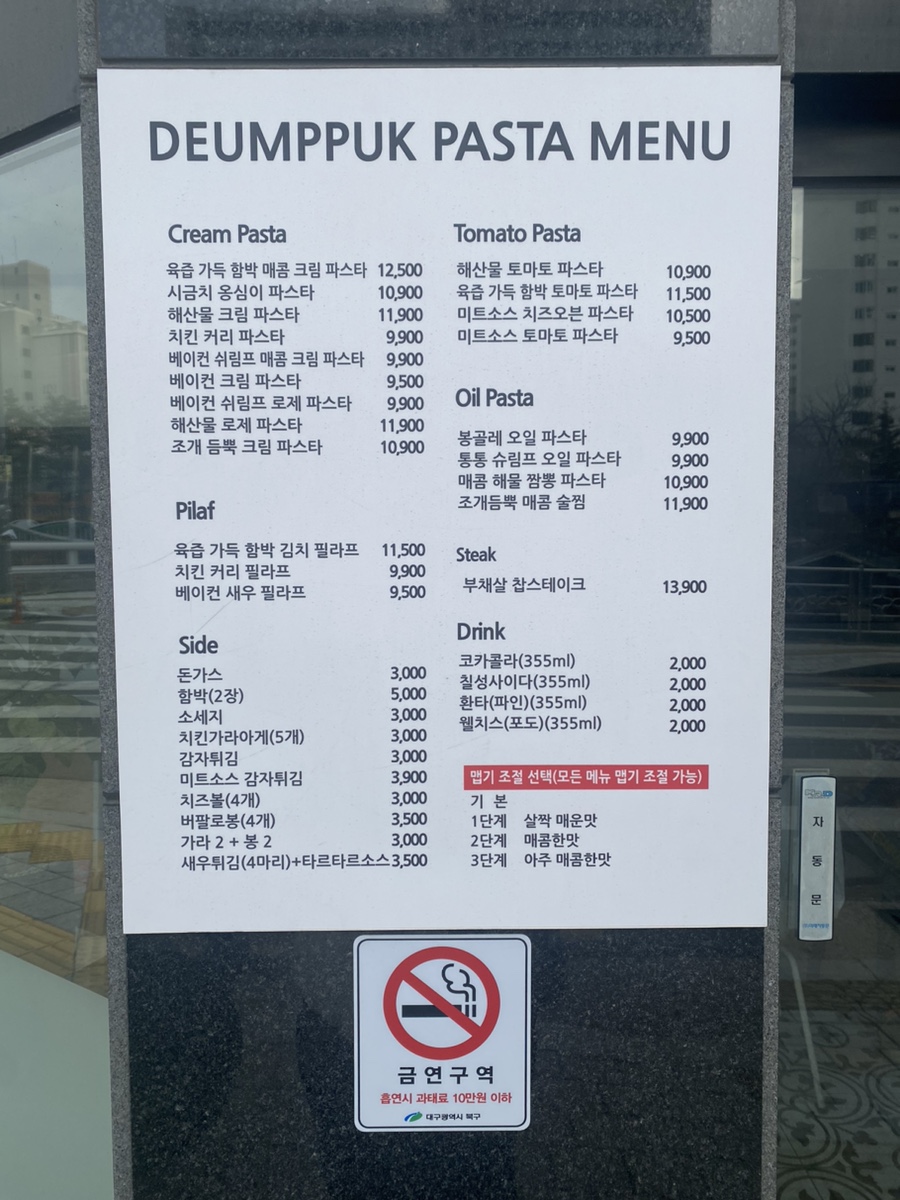 DEUMPPUK PASTA MENU
Cream Pasta
육즙 가득 함박 매콤 크림 파스타 12,500
시금치 옹심이 파스타 10,900
해산물 크림 파스타 11,900
치킨 커리 파스타 9,900
베이컨 쉬림프 매콤 크림 파스타 9,900
베이컨 크림 파스타 9,500
베이컨 쉬림프 로제 파스타 9,900
해산물 로제 파스타 11,900
조개 듬뿍 크림 파스타 10,900
Pilaf
육즙 가득 함박 김치 필라프 11,500
치킨 커리 필라프 9,900
베이컨 새우 필라프 9,500
Side
돈가스 3,000
함박(2장) 5,000
소세지 3,000
치킨가라아게(5개) 3,000
감자튀김 3,000
미트소스 감자튀김 3,900
치즈볼(4개) 3,000
버팔로봉(4개) 3,500
가라 2 + 봉 2 3,000
새우튀김(4마리)+타르타르소스 3,500
Tomato Pasta
해산물 토마토 파스타 10,900
육즙 가득 함박 토마토 파스타 11,500
미트소스 치즈오븐 파스타 10,500
미트소스 토마토 파스타 9,500
Oil Pasta
봉골레 오일 파스타 9,900
통통 슈림프 오일 파스타 9,900
매콤 해물 짬뽕 파스타 10,900
조개듬뿍 매콤 술찜 11,900
Steak
부채살 찹스테이크 13,900
Drink
코카콜라(355ml) 2,000
칠성사이다(355ml) 2,000
환타(파인)(355ml) 2,000
웰치스(포도)(355ml) 2,000
맵기 조절 선택(모든 메뉴 맵기 조절 가능)
기 본
1단계 살짝 매운맛
2단계 매콤한맛
3단계 아주 매콤한맛
자동문
금연구역
흡연시 과태료 10만원 이하
대구광역시 북구